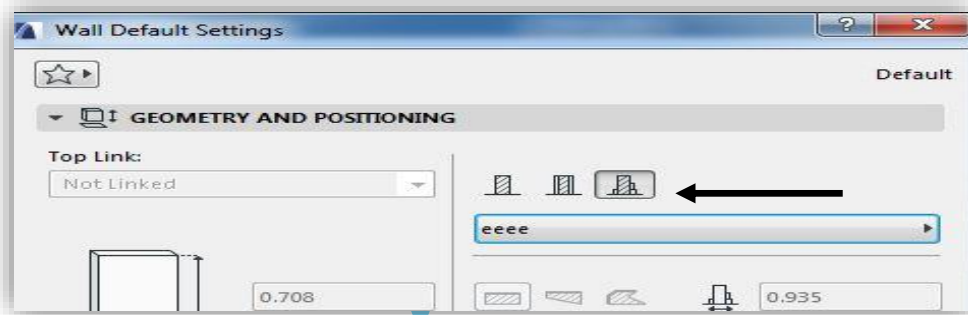 Wall Default Settings
?
Default
GEOMETRY AND POSITIONING
Top Link:
Not Linked
eeee
0.708
0.935